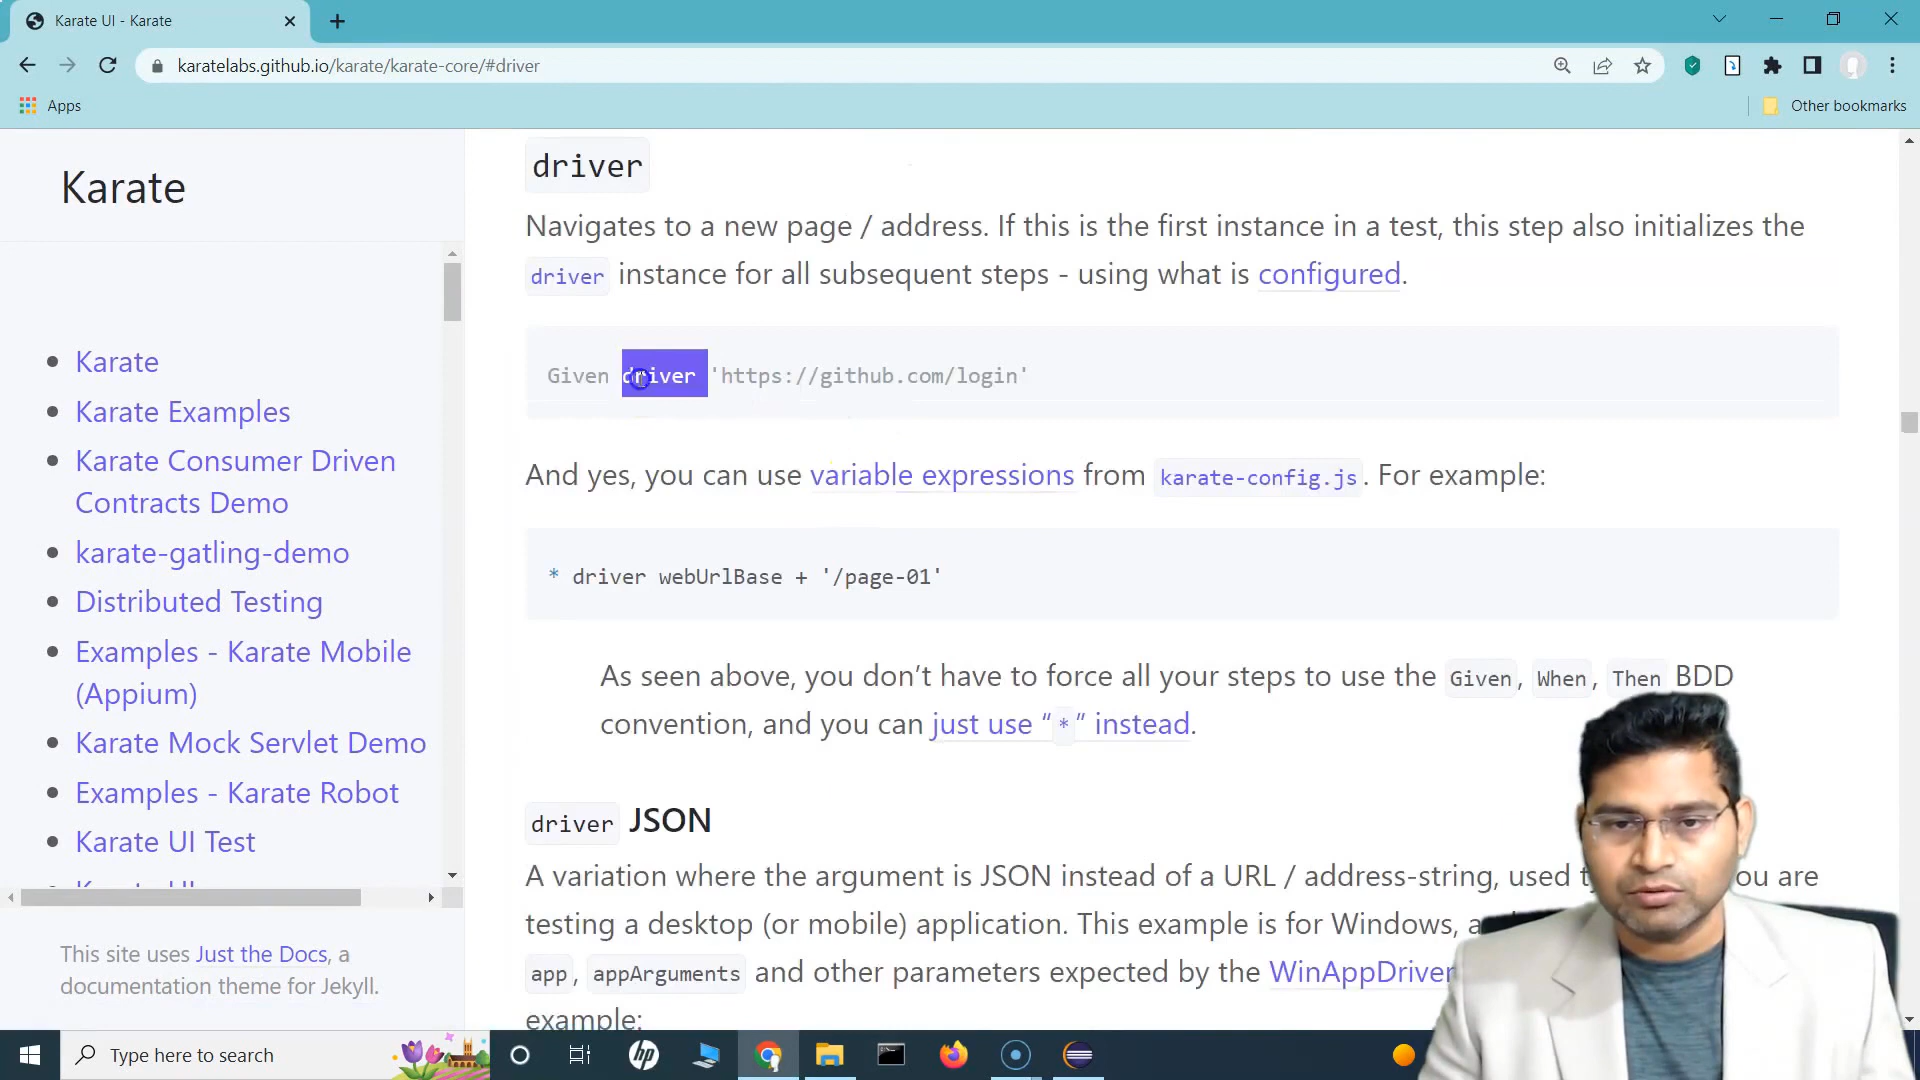 Karate UI - Karate
karatelabs.github.io/karate/karate-core/#driver
Apps
Other bookmarks
Karate
Karate
Karate Examples
Karate Consumer Driven
Contracts Demo
karate-gatling-demo
Distributed Testing
Examples - Karate Mobile
(Appium)
Karate Mock Servlet Demo
Examples - Karate Robot
Karate UI Test
This site uses Just the Docs, a
documentation theme for Jekyll.
driver
Navigates to a new page / address. If this is the first instance in a test, this step also initializes the
driver instance for all subsequent steps - using what is configured.
Given driver 'https://github.com/login'
And yes, you can use variable expressions from karate-config.js. For example:
* driver webUrlBase + '/page-01'
As seen above, you don’t have to force all your steps to use the Given, When, Then BDD
convention, and you can just use “*” instead.
driver JSON
A variation where the argument is JSON instead of a URL / address-string, used ou are
testing a desktop (or mobile) application. This example is for Windows,
app, appArguments and other parameters expected by the WinAppDriver
example:
Type here to search
hp